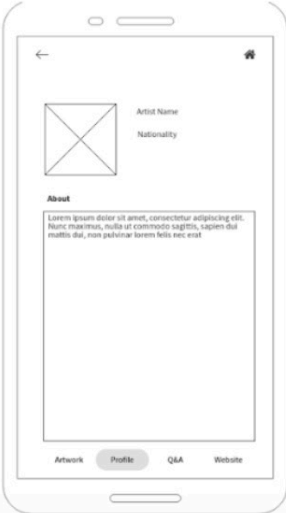 Artist Name
Nationality
About
Lorem ipsum dolor sit amet, consectetur adipiscing elit.
Nunc maximus, nulla ut commodo sagittis, sapien dui
mattis dui, non pulvinar lorem felis nec erat
Artwork Profile Q&A Website